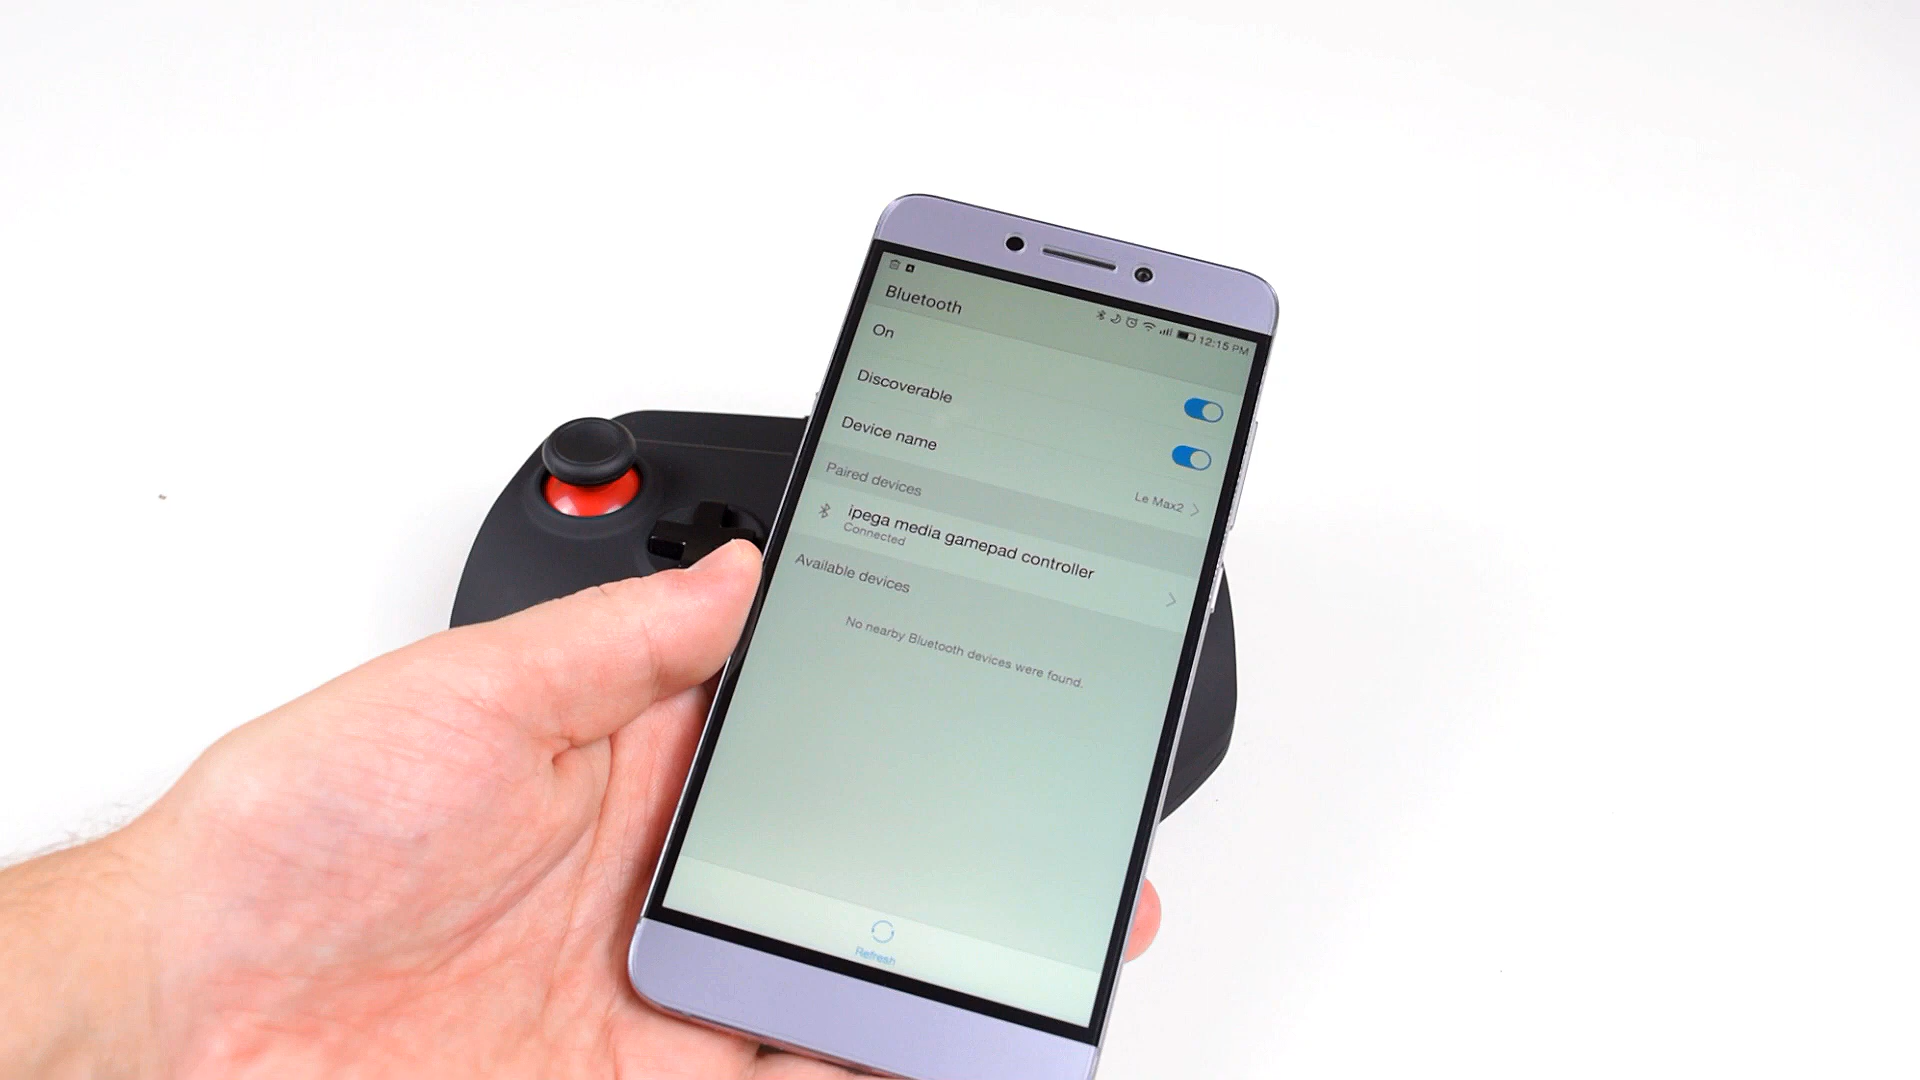 12:15 PM
Bluetooth
On
Discoverable
Device name
Le Max2
Paired devices
ipega media gamepad controller
Connected
Available devices
No nearby Bluetooth devices were found.
Refresh